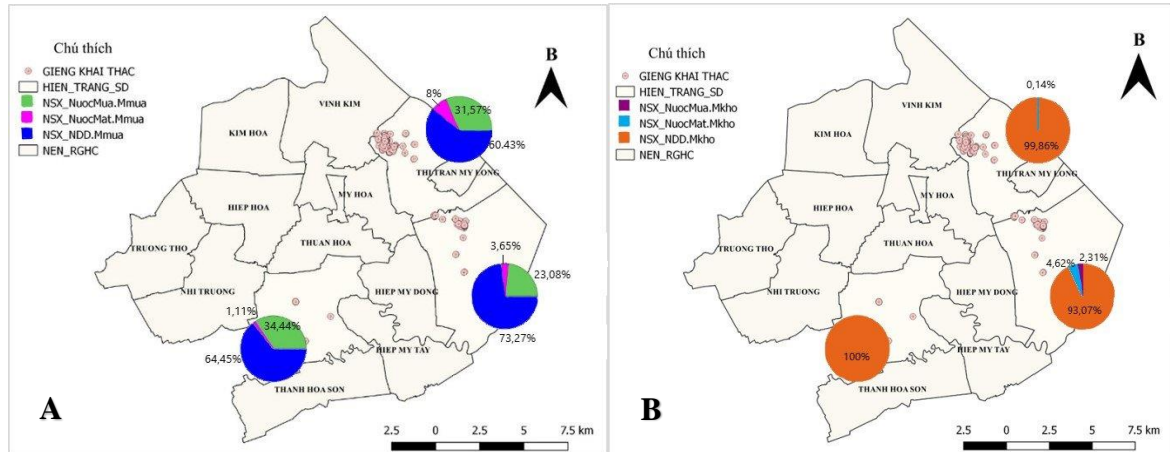 Chú thích
GIENG KHAI THAC
HIEN_TRANG_SD
NSX_NuocMua.Mmua
NSX_NuocMat.Mmua
NSX_NDD.Mmua
NEN_RGHC
B
VINH KIM
KIM HOA
8%
31,57%
60.43%
THI TRAN MY LONG
MY HOA
HIEP HOA
TRUONG THO
THUAN HOA
3,65%
23,08%
73,27%
NHI TRUONG
HIEP MY DONG
1,11%
34,44%
64,45%
HIEP MY TAY
THANH HOA SON
A
2.5 0 2.5 5 7.5 km
Chú thích
GIENG KHAI THAC
HIEN_TRANG_SD
NSX_NuocMua.Mkho
NSX_NuocMat.Mkho
NSX_NDD.Mkho
NEN_RGHC
B
VINH KIM
KIM HOA
0,14%
99,86%
THI TRAN MY LONG
MY HOA
HIEP HOA
TRUONG THO
THUAN HOA
4,62%
2,31%
93,07%
NHI TRUONG
HIEP MY DONG
100%
HIEP MY TAY
THANH HOA SON
B
2.5 0 2.5 5 7.5 km